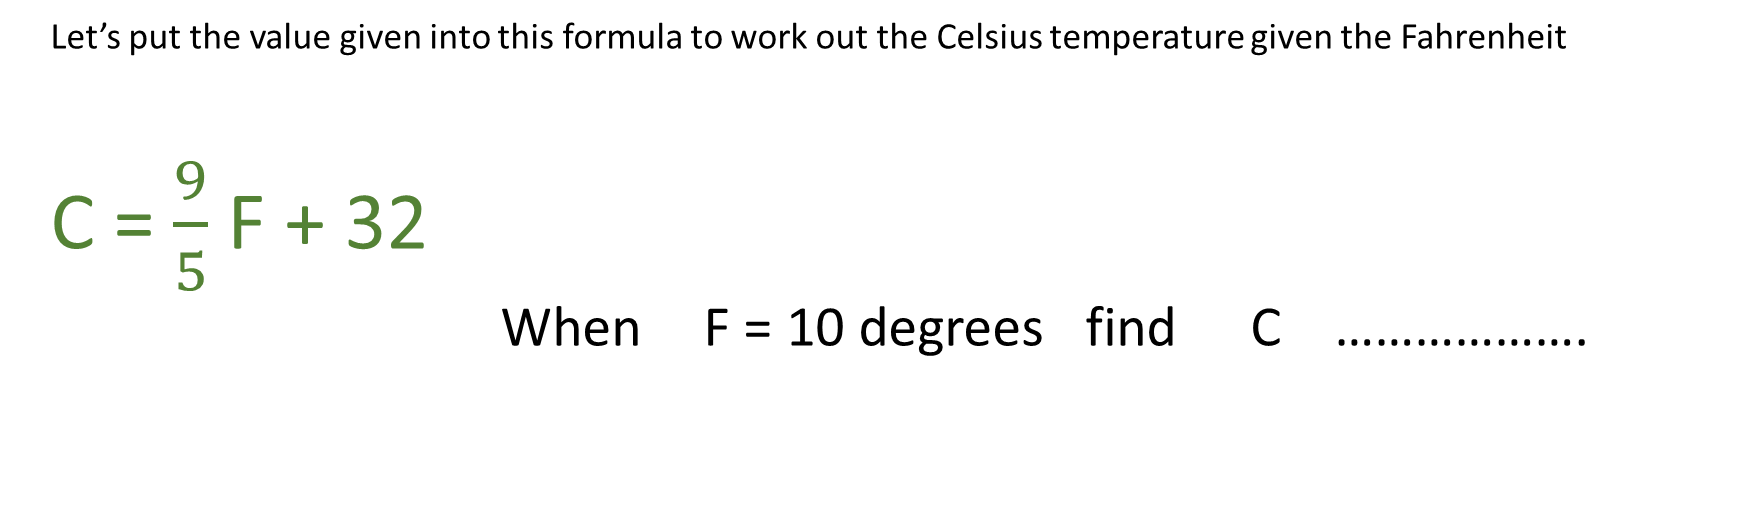 Let’s put the value given into this formula to work out the Celsius temperature given the Fahrenheit
C = 9/5 F + 32
When F = 10 degrees find C ………………..